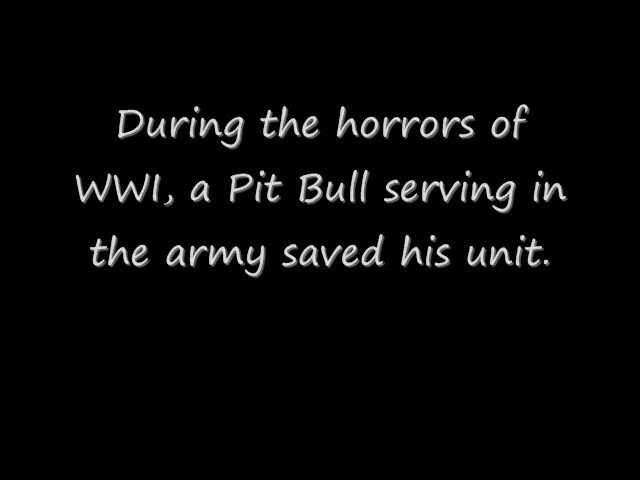 During the horrors of
WWI, a Pit Bull serving in
the army saved his unit.